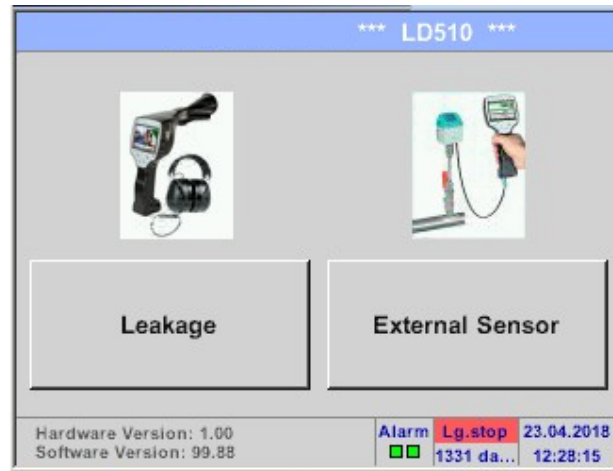 *** LD510 ***
Leakage
External Sensor
Hardware Version: 1.00
Software Version: 99.88
Alarm
Lg.stop
23.04.2018
1331 da...
12:28:15